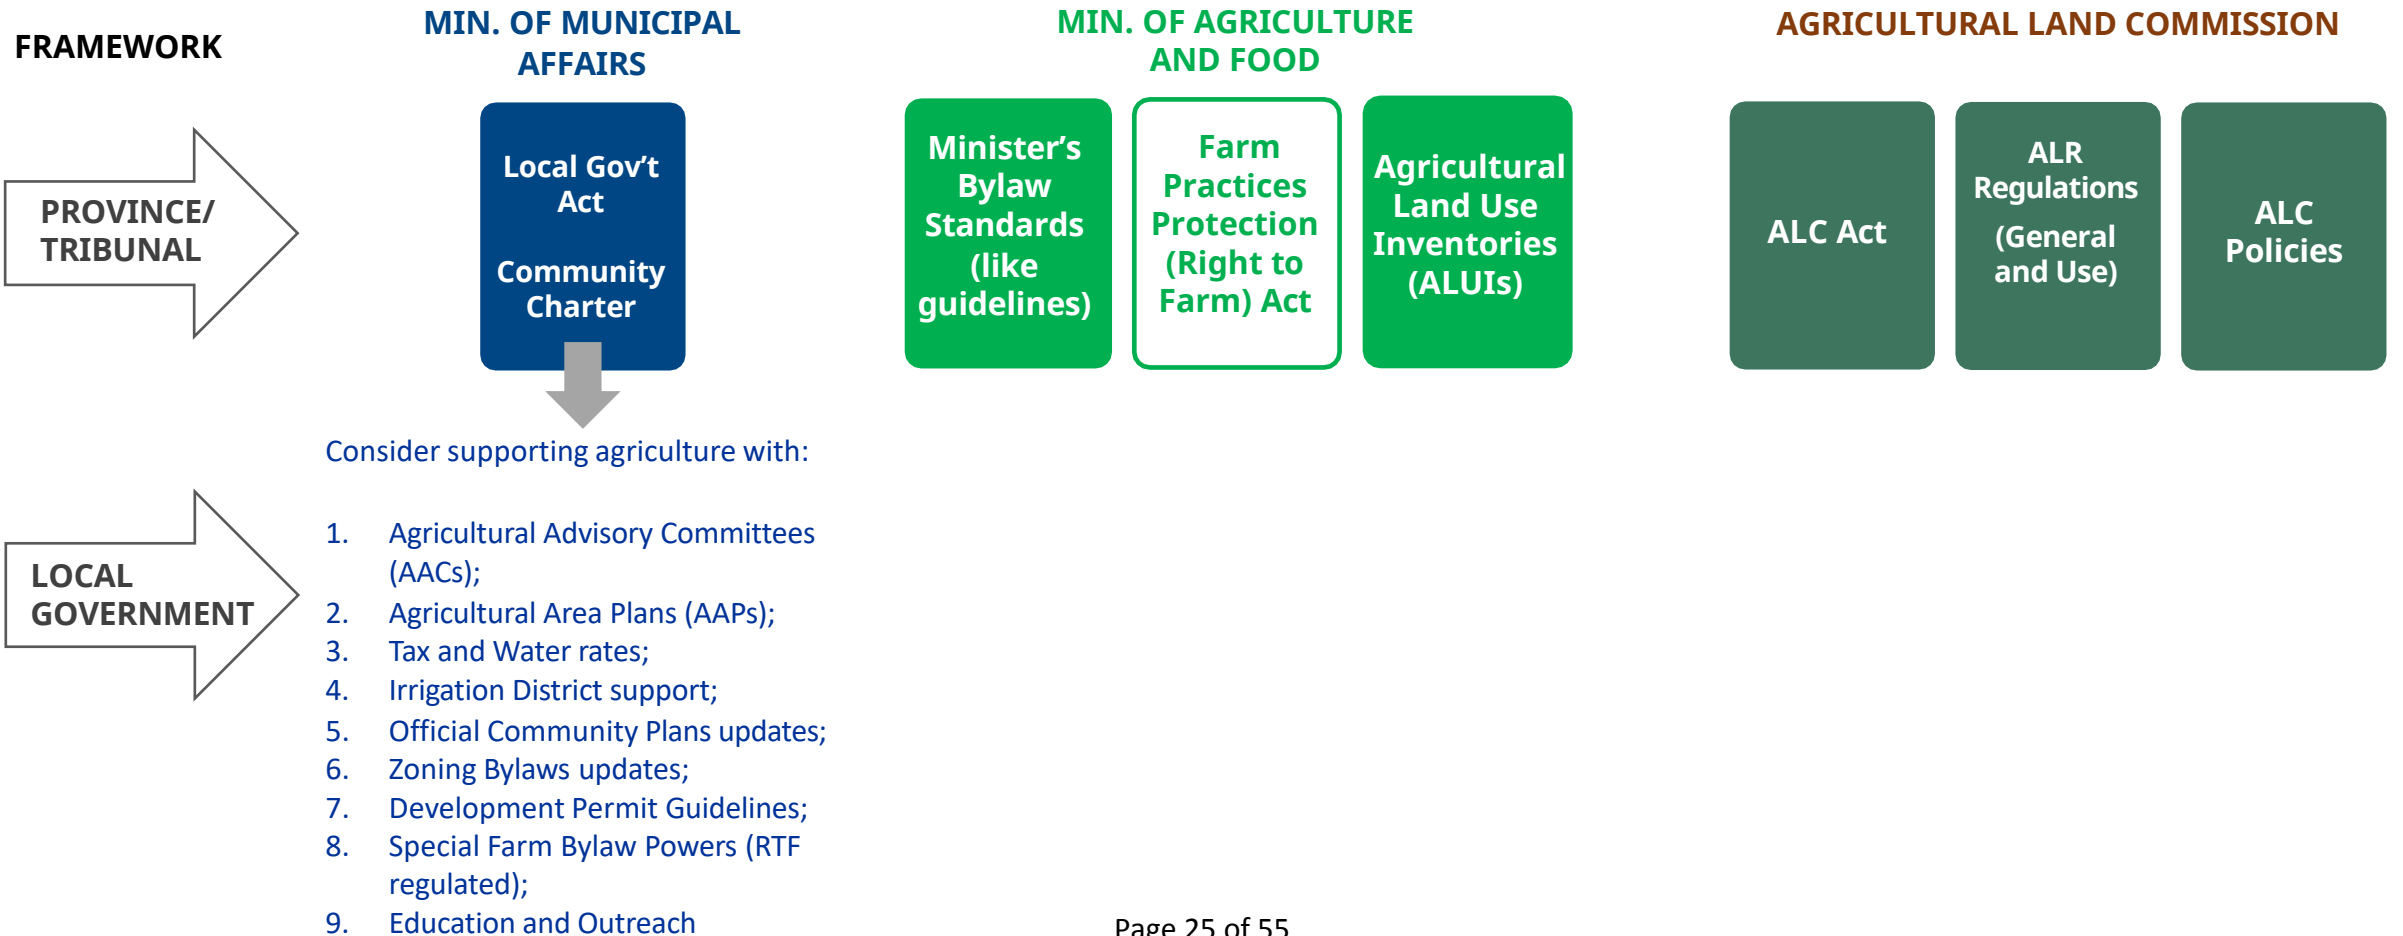 FRAMEWORK
MIN. OF MUNICIPAL
AFFAIRS
MIN. OF AGRICULTURE
AND FOOD
AGRICULTURAL LAND COMMISSION
PROVINCE/
TRIBUNAL
Local Gov’t
Act
Community
Charter
Minister’s
Bylaw
Standards
(like
guidelines)
Farm
Practices
Protection
(Right to
Farm) Act
Agricultural
Land Use
Inventories
(ALUIs)
ALC Act
ALR
Regulations
(General
and Use)
ALC
Policies
LOCAL
GOVERNMENT
Consider supporting agriculture with:
1. Agricultural Advisory Committees
(AACs);
2. Agricultural Area Plans (AAPs);
3. Tax and Water rates;
4. Irrigation District support;
5. Official Community Plans updates;
6. Zoning Bylaws updates;
7. Development Permit Guidelines;
8. Special Farm Bylaw Powers (RTF
regulated);
9. Education and Outreach
Page 25 of 55